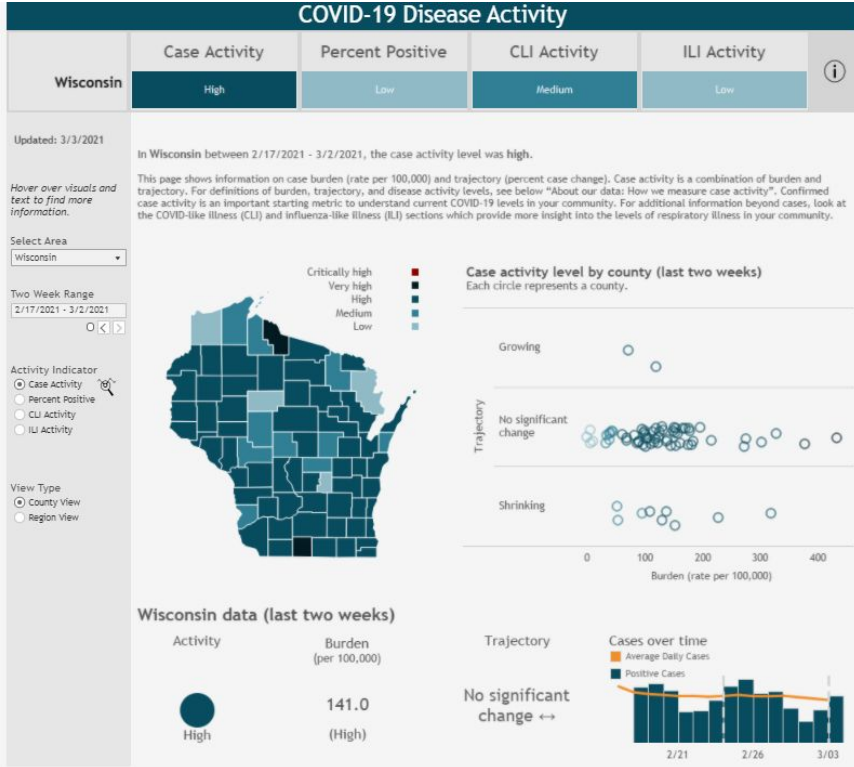 COVID-19 Disease Activity
Wisconsin
Case Activity
High
Percent Positive
Low
CLI Activity
Medium
ILI Activity
Low
i
Updated: 3/3/2021
Hover over visuals and
text to find more
information.
Select Area
Wisconsin
Two Week Range
2/17/2021 - 3/2/2021
Activity Indicator
Case Activity
Percent Positive
CLI Activity
ILI Activity
View Type
County View
Region View
In Wisconsin between 2/17/2021 - 3/2/2021, the case activity level was high.
This page shows information on case burden (rate per 100,000) and trajectory (percent case change). Case activity is a combination of burden and
trajectory. For definitions of burden, trajectory, and disease activity levels, see below “About our data: How we measure case activity”. Confirmed
case activity is an important starting metric to understand current COVID-19 levels in your community. For additional information beyond cases, look at
the COVID-like illness (CLI) and influenza-like illness (ILI) sections which provide more insight into the levels of respiratory illness in your community.
Critically high
Very high
High
Medium
Low
Case activity level by county (last two weeks)
Each circle represents a county.
Trajectory
Growing
No significant
change
Shrinking
0 100 200 300 400
Burden (rate per 100,000)
Wisconsin data (last two weeks)
Activity
High
Burden
(per 100,000)
141.0
(High)
Trajectory
No significant
change ↔
Cases over time
Average Daily Cases
Positive Cases
2/21 2/26 3/03